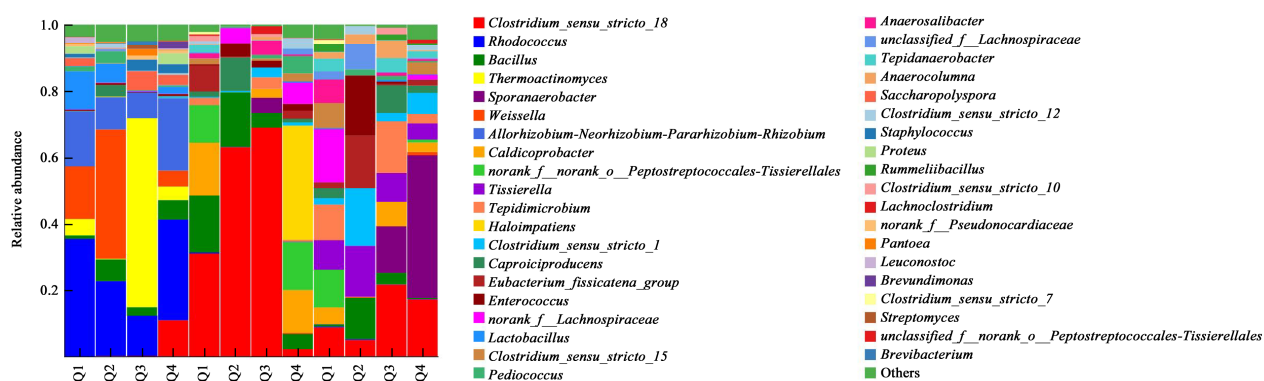 Relative abundance
1.0
0.8
0.6
0.4
0.2
Q1
Q2
Q3
Q4
Q1
Q2
Q3
Q4
Q1
Q2
Q3
Q4
Clostridium_sensu_stricto_18
Rhodococcus
Bacillus
Thermoactinomyces
Sporanaerobacter
Weissella
Allorhizobium-Neorhizobium-Pararhizobium-Rhizobium
Caldicoprobacter
norank_f__norank_o__Peptostreptococcales-Tissierellales
Tissierella
Tepidimicrobium
Haloimpatiens
Clostridium_sensu_stricto_1
Caproiciproducens
Eubacterium_fissicatena_group
Enterococcus
norank_f__Lachnospiraceae
Lactobacillus
Clostridium_sensu_stricto_15
Pediococcus
Anaerosalibacter
unclassified_f__Lachnospiraceae
Tepidanaerobacter
Anaerocolumna
Saccharopolyspora
Clostridium_sensu_stricto_12
Staphylococcus
Proteus
Rummeliibacillus
Clostridium_sensu_stricto_10
Lachnoclostridium
norank_f__Pseudonocardiaceae
Pantoea
Leuconostoc
Brevundimonas
Clostridium_sensu_stricto_7
Streptomyces
unclassified_f__norank_o__Peptostreptococcales-Tissierellales
Brevibacterium
Others